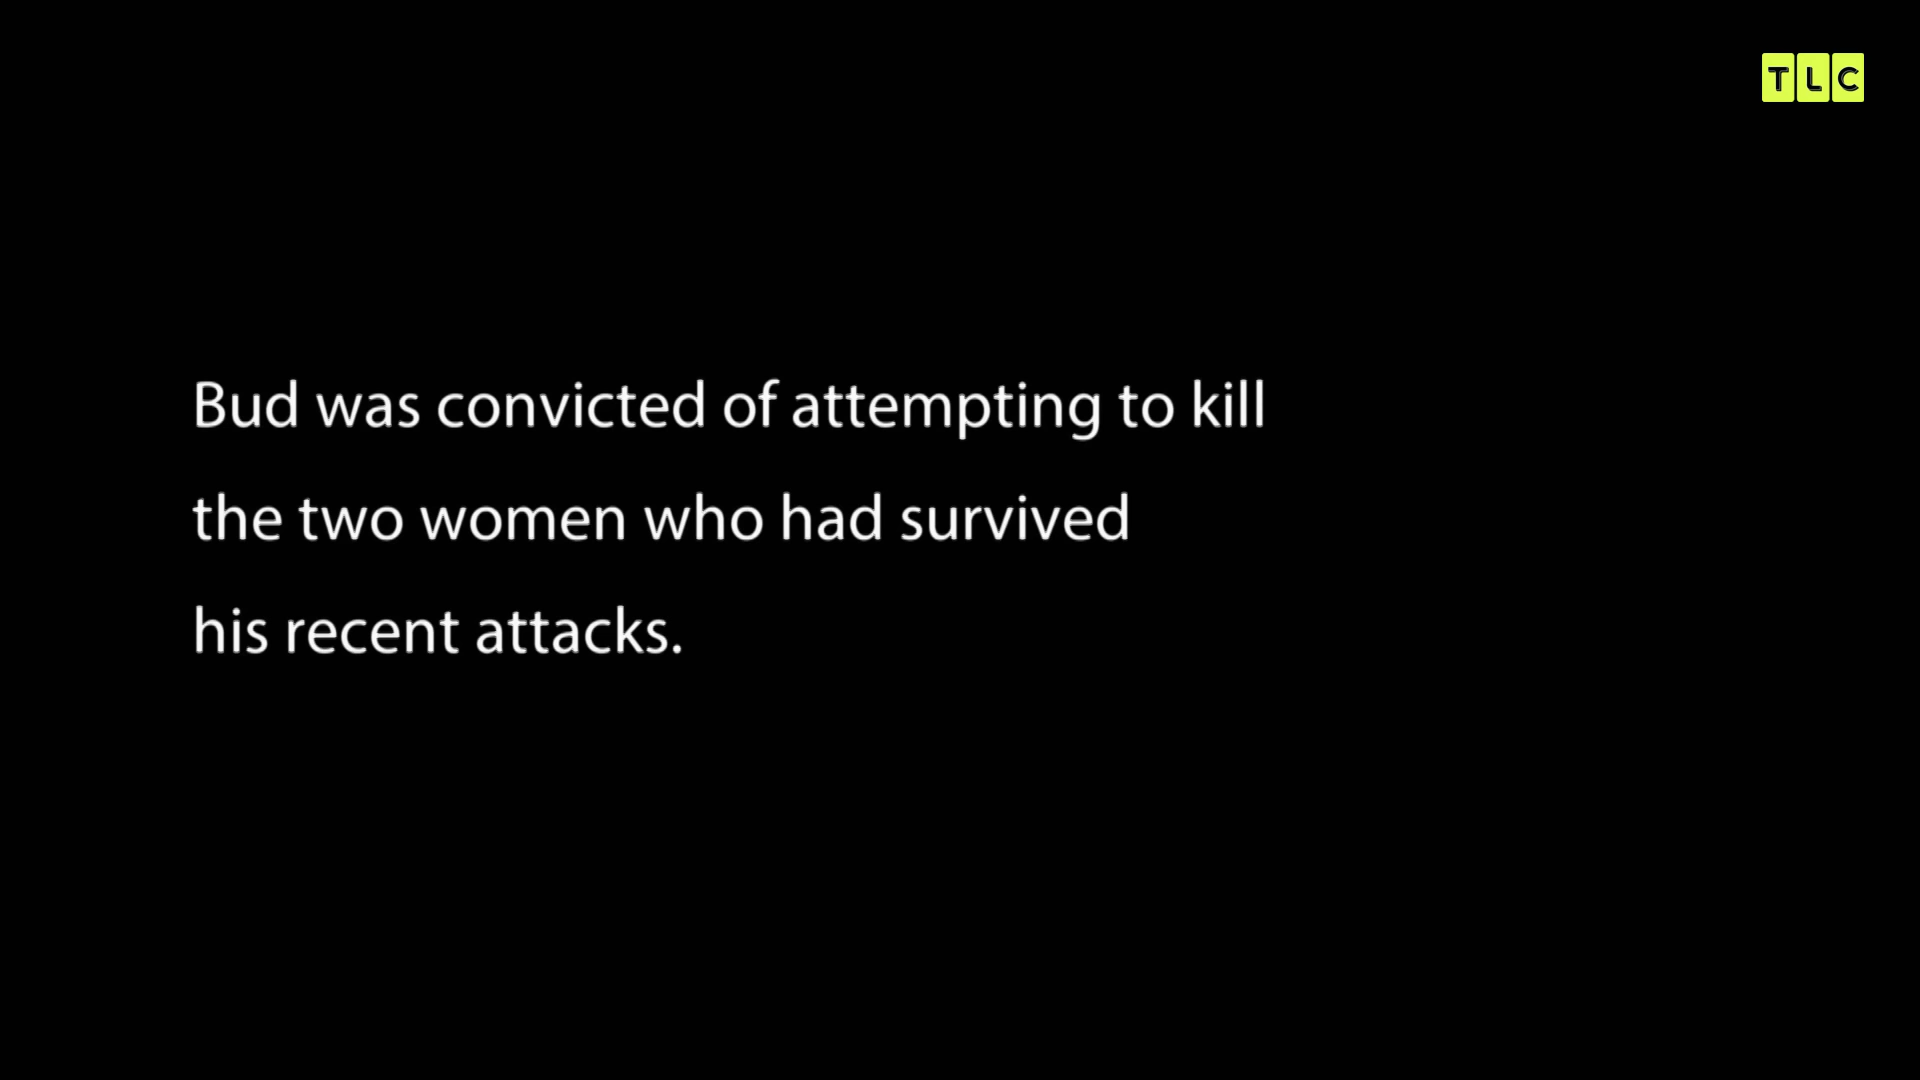 TLC
Bud was convicted of attempting to kill
the two women who had survived
his recent attacks.